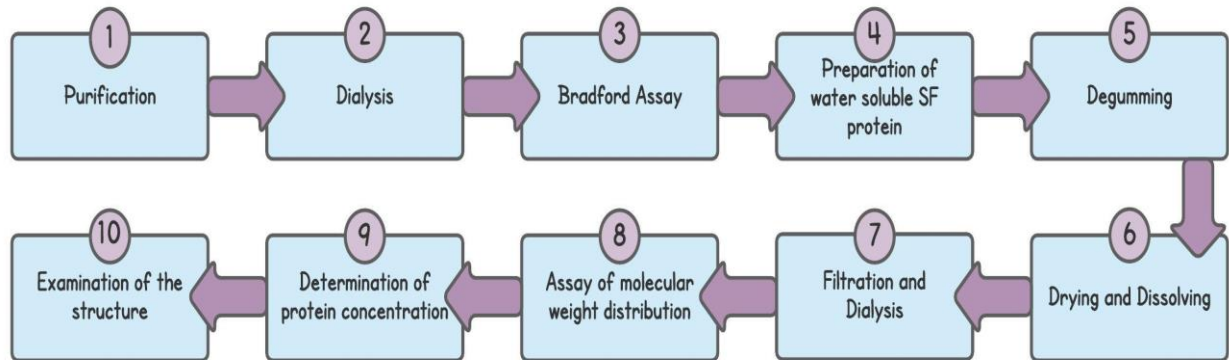 1
Purification
2
Dialysis
3
Bradford Assay
4
Preparation of
water soluble SF
protein
5
Degumming
6
Drying and Dissolving
7
Filtration and
Dialysis
8
Assay of molecular
weight distribution
9
Determination of
protein concentration
10
Examination of the
structure